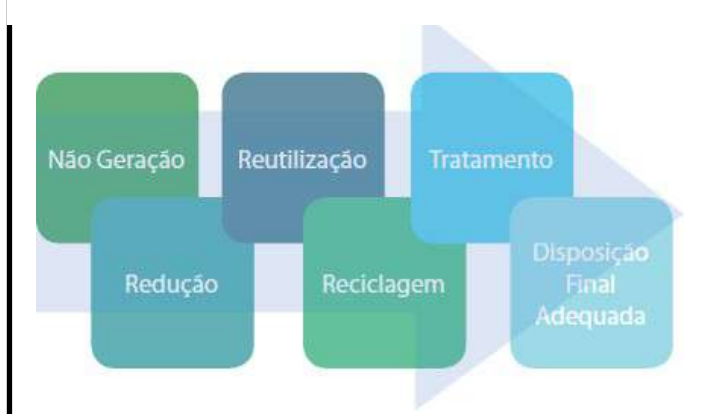 Não Geração
Reutilização
Tratamento
Redução
Reciclagem
Disposição
Final
Adequada